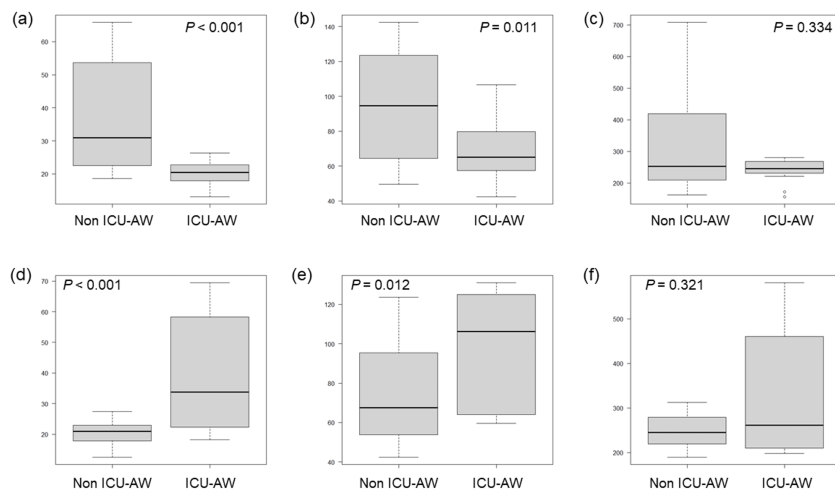 (a)
P < 0.001
60
50
40
30
20
Non ICU-AW ICU-AW
(b)
P = 0.011
140
120
100
80
60
40
Non ICU-AW ICU-AW
(c)
P = 0.334
700
600
500
400
300
200
Non ICU-AW ICU-AW
(d)
P < 0.001
70
60
50
40
30
20
Non ICU-AW ICU-AW
(e)
P = 0.012
120
100
80
60
40
Non ICU-AW ICU-AW
(f)
P = 0.321
500
400
300
200
Non ICU-AW ICU-AW